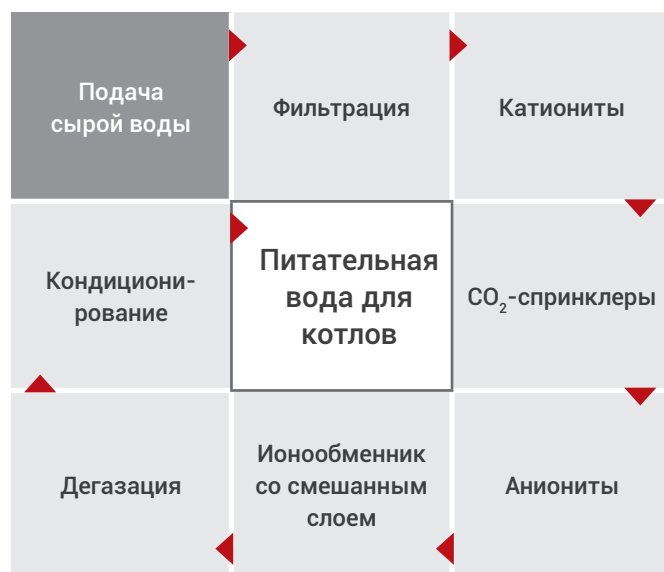 Подача
сырой воды
Фильтрация
Катиониты
Кондициони-
рование
Питательная
вода для
котлов
CO₂-спринклеры
Дегазация
Ионообменник
со смешанным
слоем
Аниониты